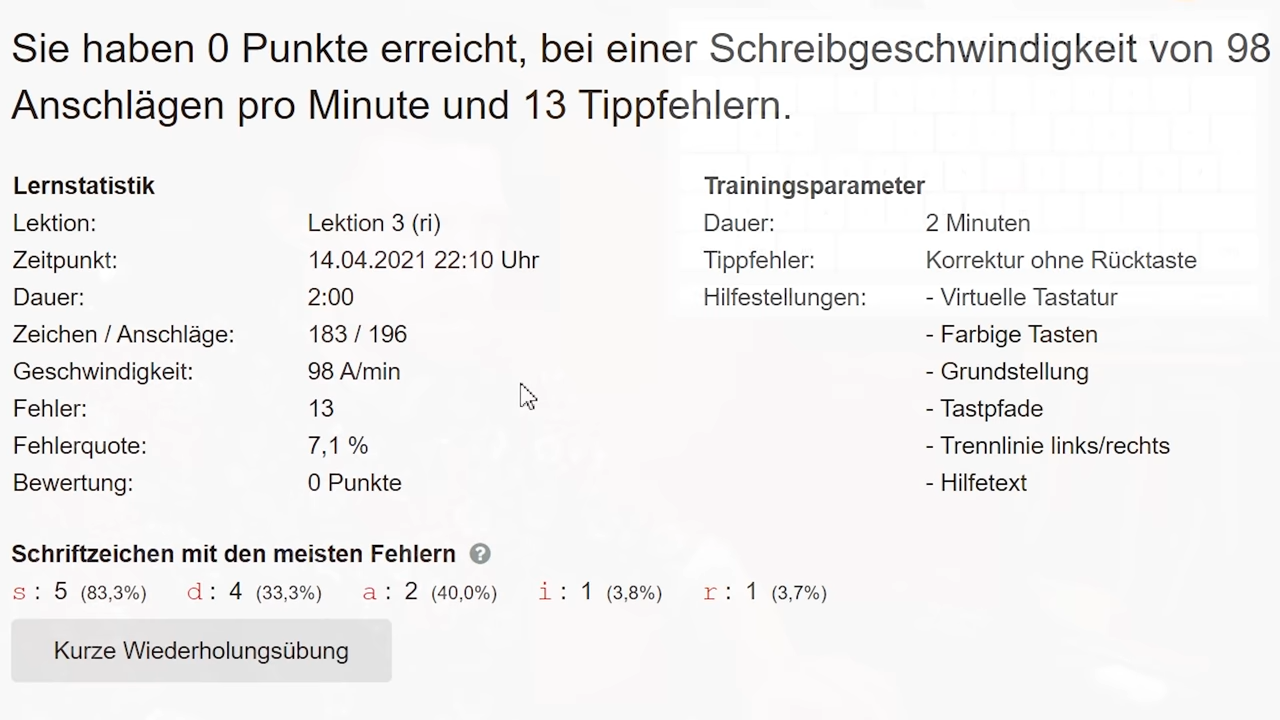 Sie haben 0 Punkte erreicht, bei einer Schreibgeschwindigkeit von 98
Anschlägen pro Minute und 13 Tippfehlern.
Lernstatistik
Lektion: Lektion 3 (ri)
Zeitpunkt: 14.04.2021 22:10 Uhr
Dauer: 2:00
Zeichen / Anschläge: 183 / 196
Geschwindigkeit: 98 A/min
Fehler: 13
Fehlerquote: 7,1 %
Bewertung: 0 Punkte
Trainingsparameter
Dauer: 2 Minuten
Tippfehler: Korrektur ohne Rücktaste
Hilfestellungen: - Virtuelle Tastatur
- Farbige Tasten
- Grundstellung
- Tastpfade
- Trennlinie links/rechts
- Hilfetext
Schriftzeichen mit den meisten Fehlern ?
s: 5 (83,3%) d: 4 (33,3%) a: 2 (40,0%) i: 1 (3,8%) r: 1 (3,7%)
Kurze Wiederholungsübung